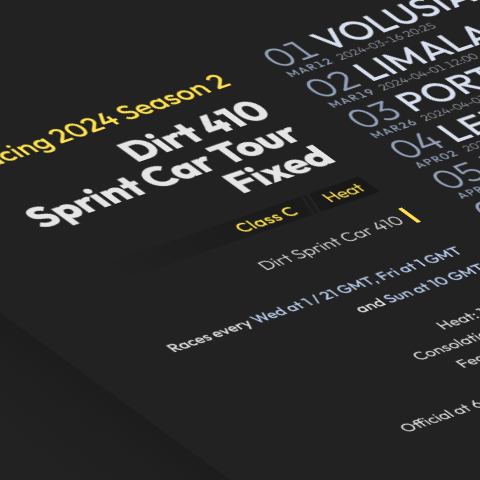 cing 2024 Season 2
Dirt 410
Sprint Car Tour
Fixed
Class C Heat
Dirt Sprint Car 410
Races every Wed at 1 / 21 GMT, Fri at 1 GMT
and Sun at 10 GMT
Heat:
Consolatio
Fea
Official at 6
01 VOLUSIA
MAR12 2024-03-16 20:25
02 LIMALA
MAR19 2024-04-01 12:00
03 PORT
MAR26 2024-04-0
04 LE
APR02 20
05
APR